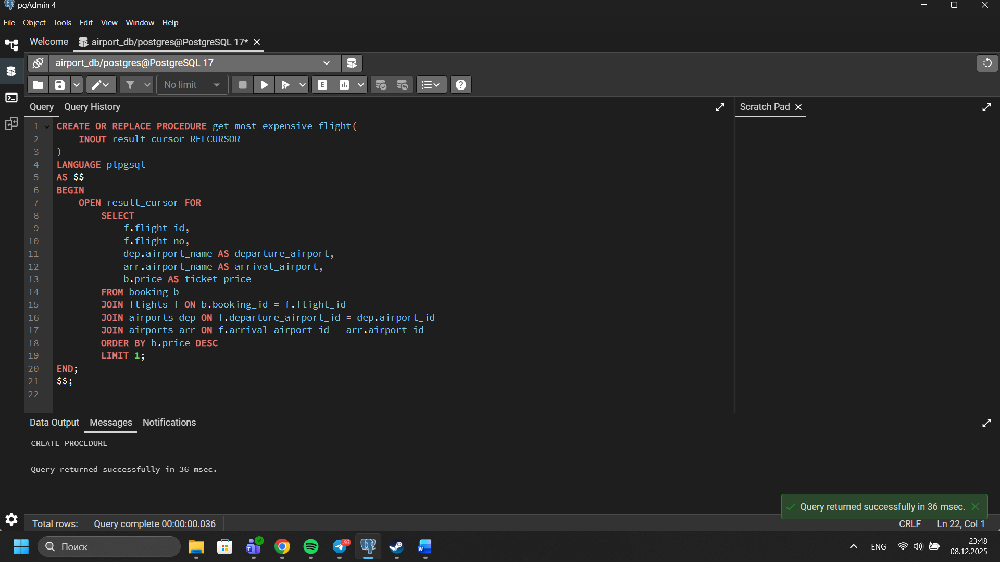 pgAdmin 4
File Object Tools Edit View Window Help
Welcome airport_db/postgres@PostgreSQL 17*
airport_db/postgres@PostgreSQL 17
No limit E
Query Query History Scratch Pad
1 CREATE OR REPLACE PROCEDURE get_most_expensive_flight(
2 INOUT result_cursor REFCURSOR
3 )
4 LANGUAGE plpgsql
5 AS $$
6 BEGIN
7 OPEN result_cursor FOR
8 SELECT
9 f.flight_id,
10 f.flight_no,
11 dep.airport_name AS departure_airport,
12 arr.airport_name AS arrival_airport,
13 b.price AS ticket_price
14 FROM booking b
15 JOIN flights f ON b.booking_id = f.flight_id
16 JOIN airports dep ON f.departure_airport_id = dep.airport_id
17 JOIN airports arr ON f.arrival_airport_id = arr.airport_id
18 ORDER BY b.price DESC
19 LIMIT 1;
20 END;
21 $$;
22
Data Output Messages Notifications
CREATE PROCEDURE
Query returned successfully in 36 msec.
Query returned successfully in 36 msec.
Total rows: Query complete 00:00:00.036 CRLF Ln 22, Col 1
Поиск ..93 ENG 23:48
08.12.2025